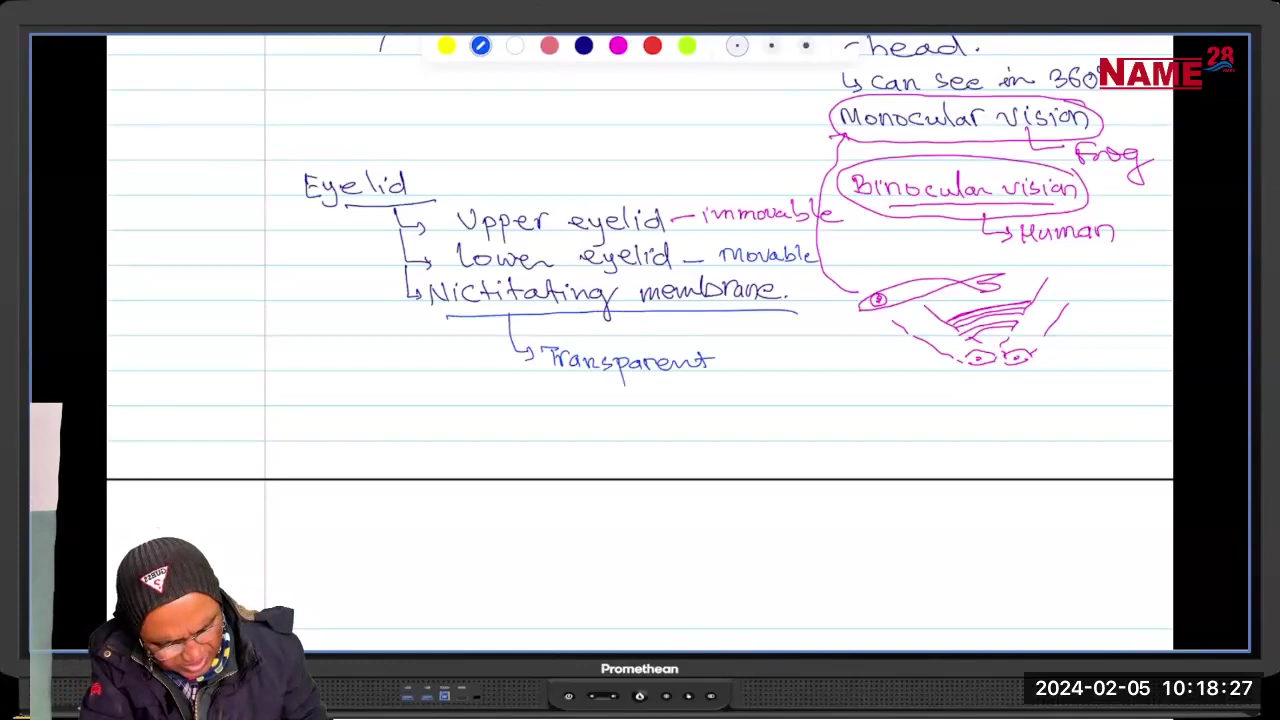 - head.
↳ can see in 360°
NAME 28
Monocular vision
Frog
Binocular vision
Human
Eyelid
Upper eyelid - immovable
Lower eyelid - movable
Nictitating membrane.
Transparent
Promethean
2024-02-05 10:18:27